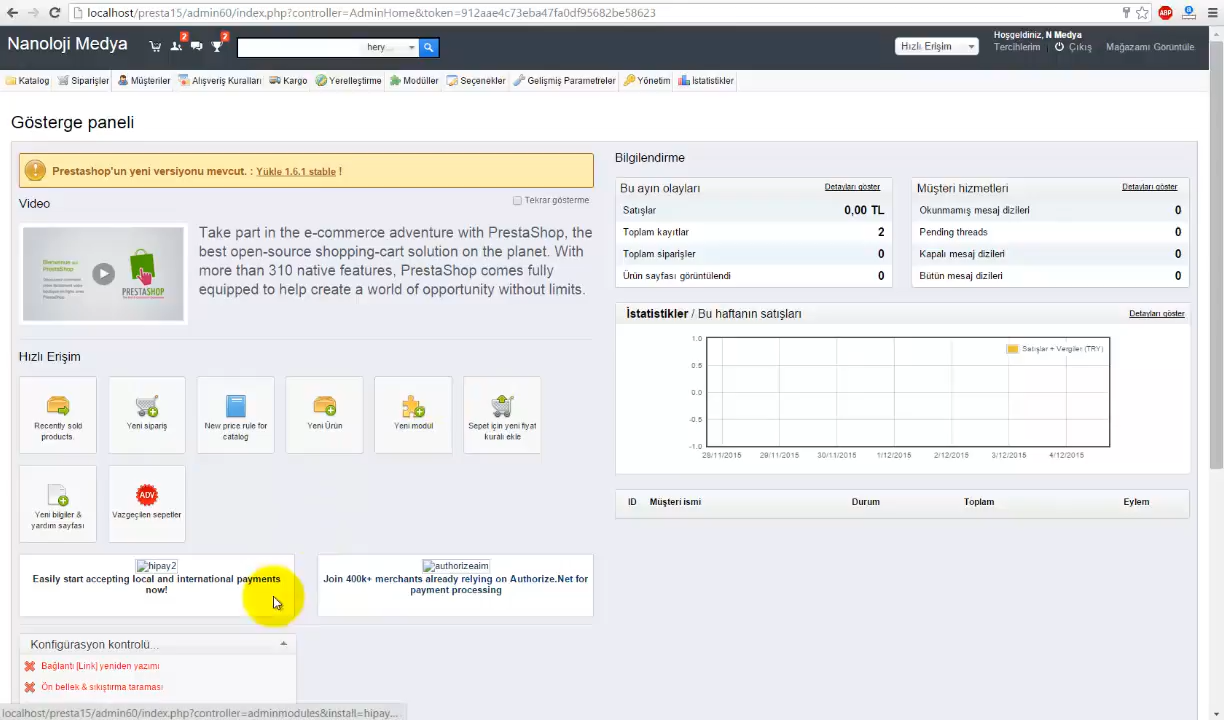 localhost/presta15/admin60/index.php?controller=AdminHome&token=912aae4c73eba47fa0df95682be58623
ABP
Nanoloji Medya
2
2
hery...
Hızlı Erişim
Hoşgeldiniz, N Medya
Tercihlerim
Çıkış
Mağazamı Görüntüle
Katalog
Siparişler
Müşteriler
Alışveriş Kuralları
Kargo
Yerelleştirme
Modüller
Seçenekler
Gelişmiş Parametreler
Yönetim
İstatistikler
Gösterge paneli
Prestashop'un yeni versiyonu mevcut. : Yükle 1.6.1 stable !
Video
Tekrar gösterme
PRESTASHOP
Take part in the e-commerce adventure with PrestaShop, the
best open-source shopping-cart solution on the planet. With
more than 310 native features, PrestaShop comes fully
equipped to help create a world of opportunity without limits.
Hızlı Erişim
Recently sold
products.
Yeni sipariş
New price rule for
catalog
Yeni Ürün
Yeni modül
Sepet için yeni fiyat
kuralı ekle
Yeni bilgiler &
yardım sayfası
ADV
Vazgeçilen sepetler
hipay2
Easily start accepting local and international payments
now!
authorizeaim
Join 400k+ merchants already relying on Authorize.Net for
payment processing
Konfigürasyon kontrolü...
Bağlantı [Link] yeniden yazımı
Ön bellek & sıkıştırma taraması
localhost/presta15/admin60/index.php?controller=adminmodules&install=hipay...
Bilgilendirme
Bu ayın olayları
Detayları göster
Satışlar
0,00 TL
Toplam kayıtlar
2
Toplam siparişler
0
Ürün sayfası görüntülendi
0
Müşteri hizmetleri
Detayları göster
Okunmamış mesaj dizileri
0
Pending threads
0
Kapalı mesaj dizileri
0
Bütün mesaj dizileri
0
İstatistikler / Bu haftanın satışları
Detayları göster
1.0
0.5
0.0
-0.5
-1.0
Satışlar + Vergiler (TRY)
28/11/2015
29/11/2015
30/11/2015
1/12/2015
2/12/2015
3/12/2015
4/12/2015
ID
Müşteri ismi
Durum
Toplam
Eylem